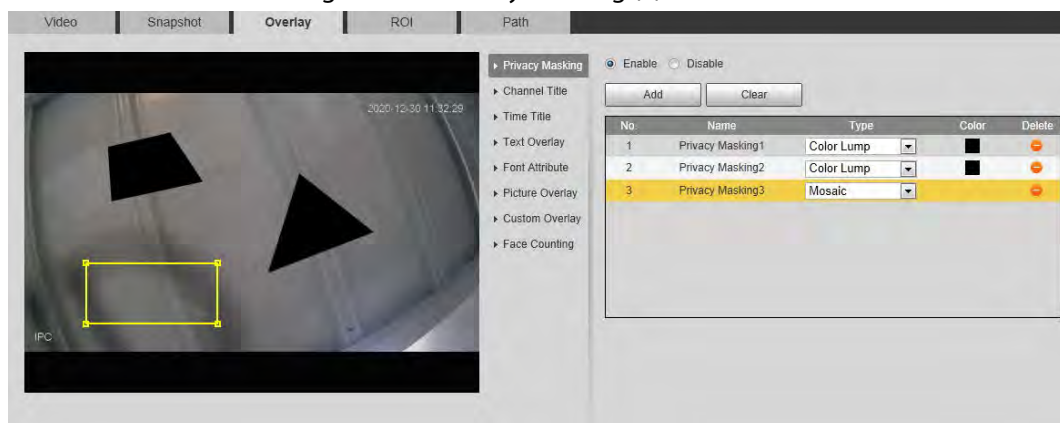 Video Snapshot Overlay ROI Path
2020-12-30 11:32:29
IPC
Privacy Masking
Channel Title
Time Title
Text Overlay
Font Attribute
Picture Overlay
Custom Overlay
Face Counting
Enable Disable
Add Clear
No. Name Type Color Delete
1 Privacy Masking1 Color Lump
2 Privacy Masking2 Color Lump
3 Privacy Masking3 Mosaic